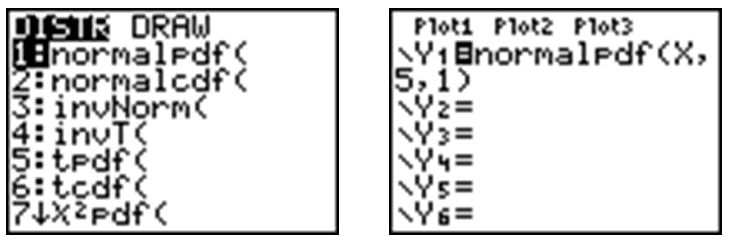 DISTR DRAW
1:normalpdf(
2:normalcdf(
3:invNorm(
4:invT(
5:tpdf(
6:tcdf(
7↓X²pdf(
Plot1 Plot2 Plot3
\Y₁=normalpdf(X,
5,1)
\Y₂=
\Y₃=
\Y₄=
\Y₅=
\Y₆=